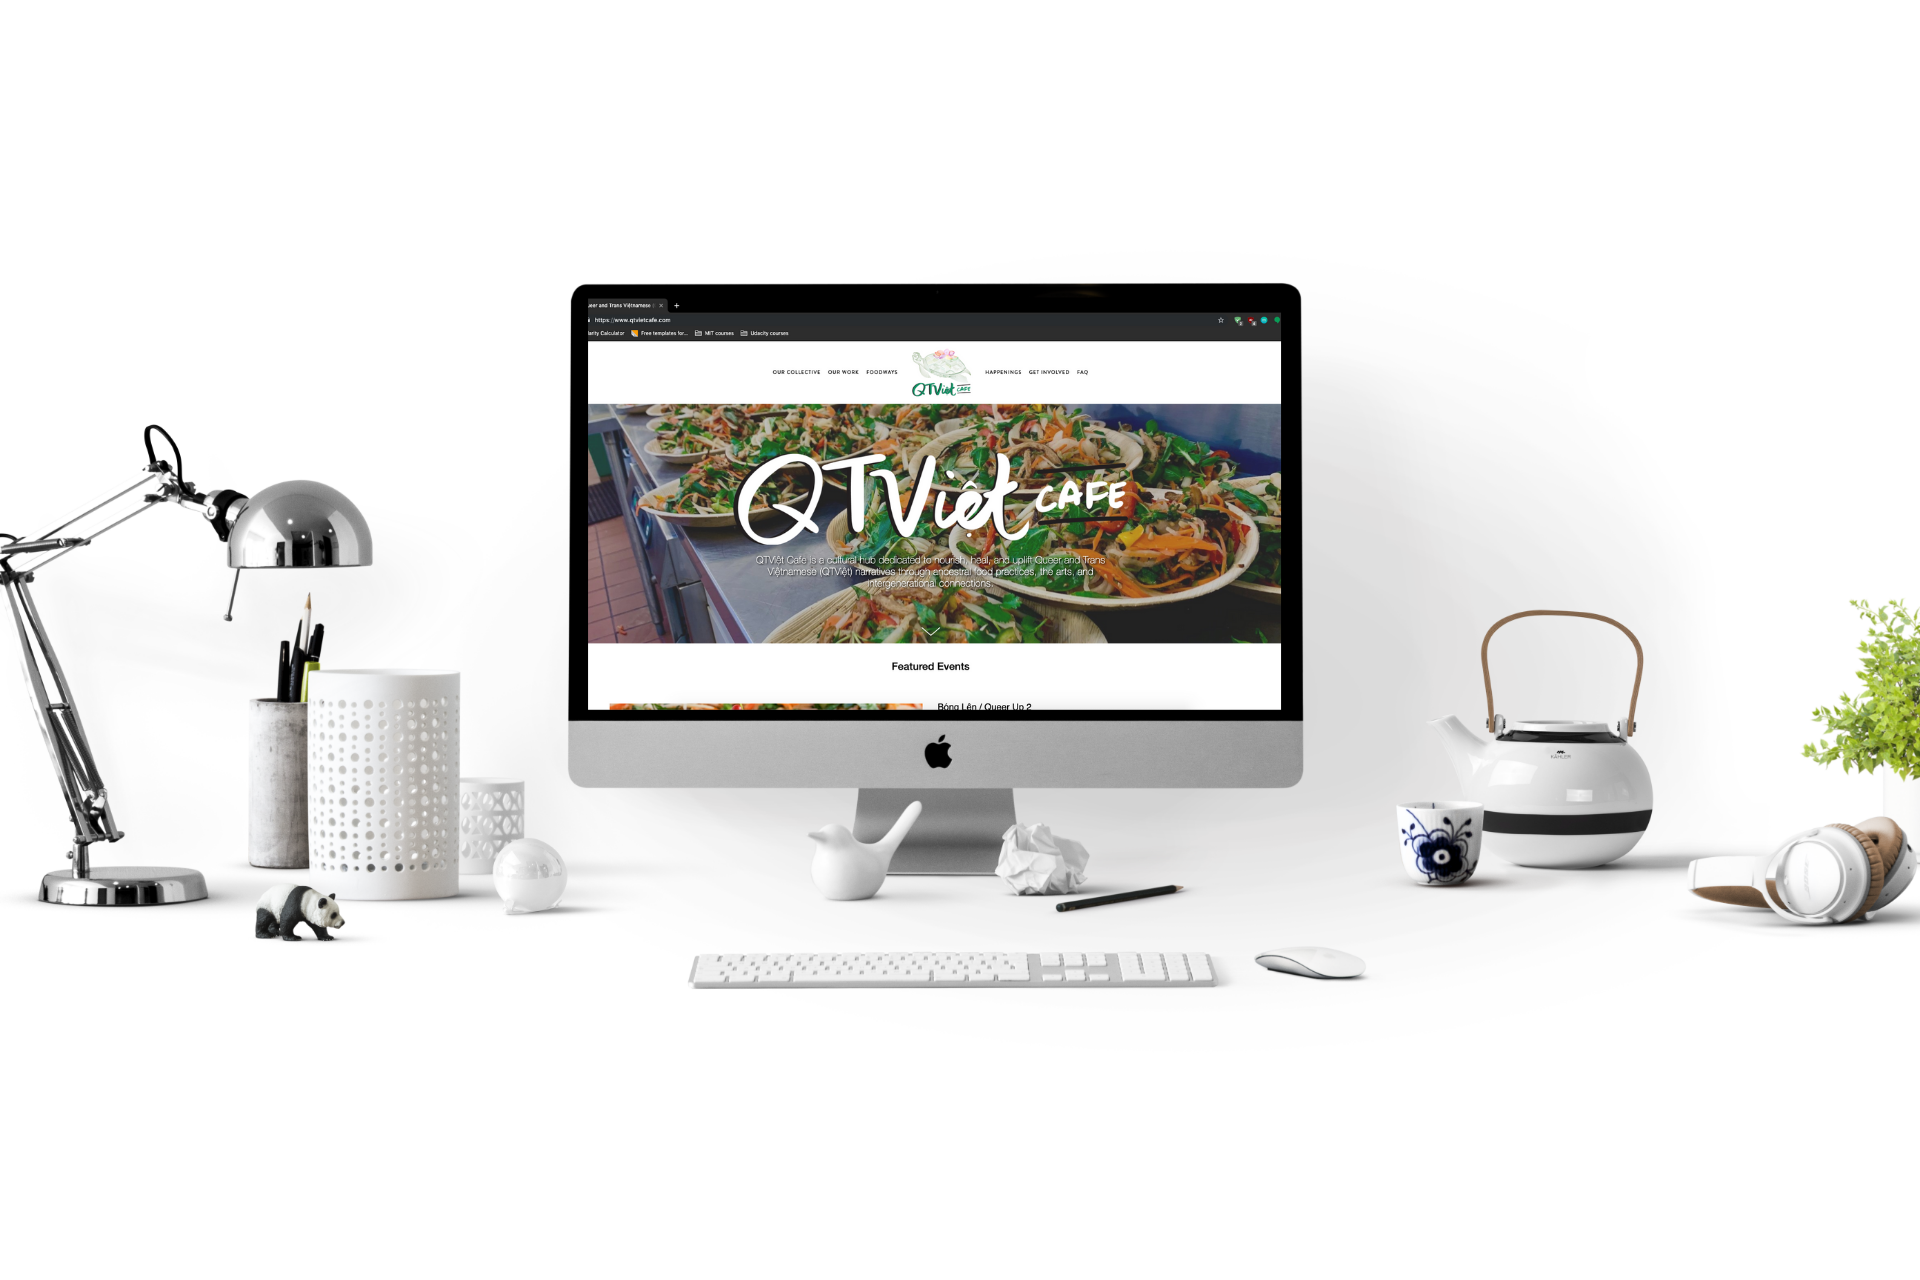 ueer and Trans Việtnamese
https://www.qtvietcafe.com
larity Calculator Free templates for... MIT courses Udacity courses
OUR COLLECTIVE OUR WORK FOODWAYS
QTViệt CAFE
HAPPENINGS GET INVOLVED FAQ
QTViệt CAFE
QTViệt Cafe is a cultural hub dedicated to nourish, heal, and uplift Queer and Trans
Việtnamese (QTViệt) narratives through ancestral food practices, the arts, and
intergenerational connections.
Featured Events
Bóng Lên / Queer Up 2
KÄHLER